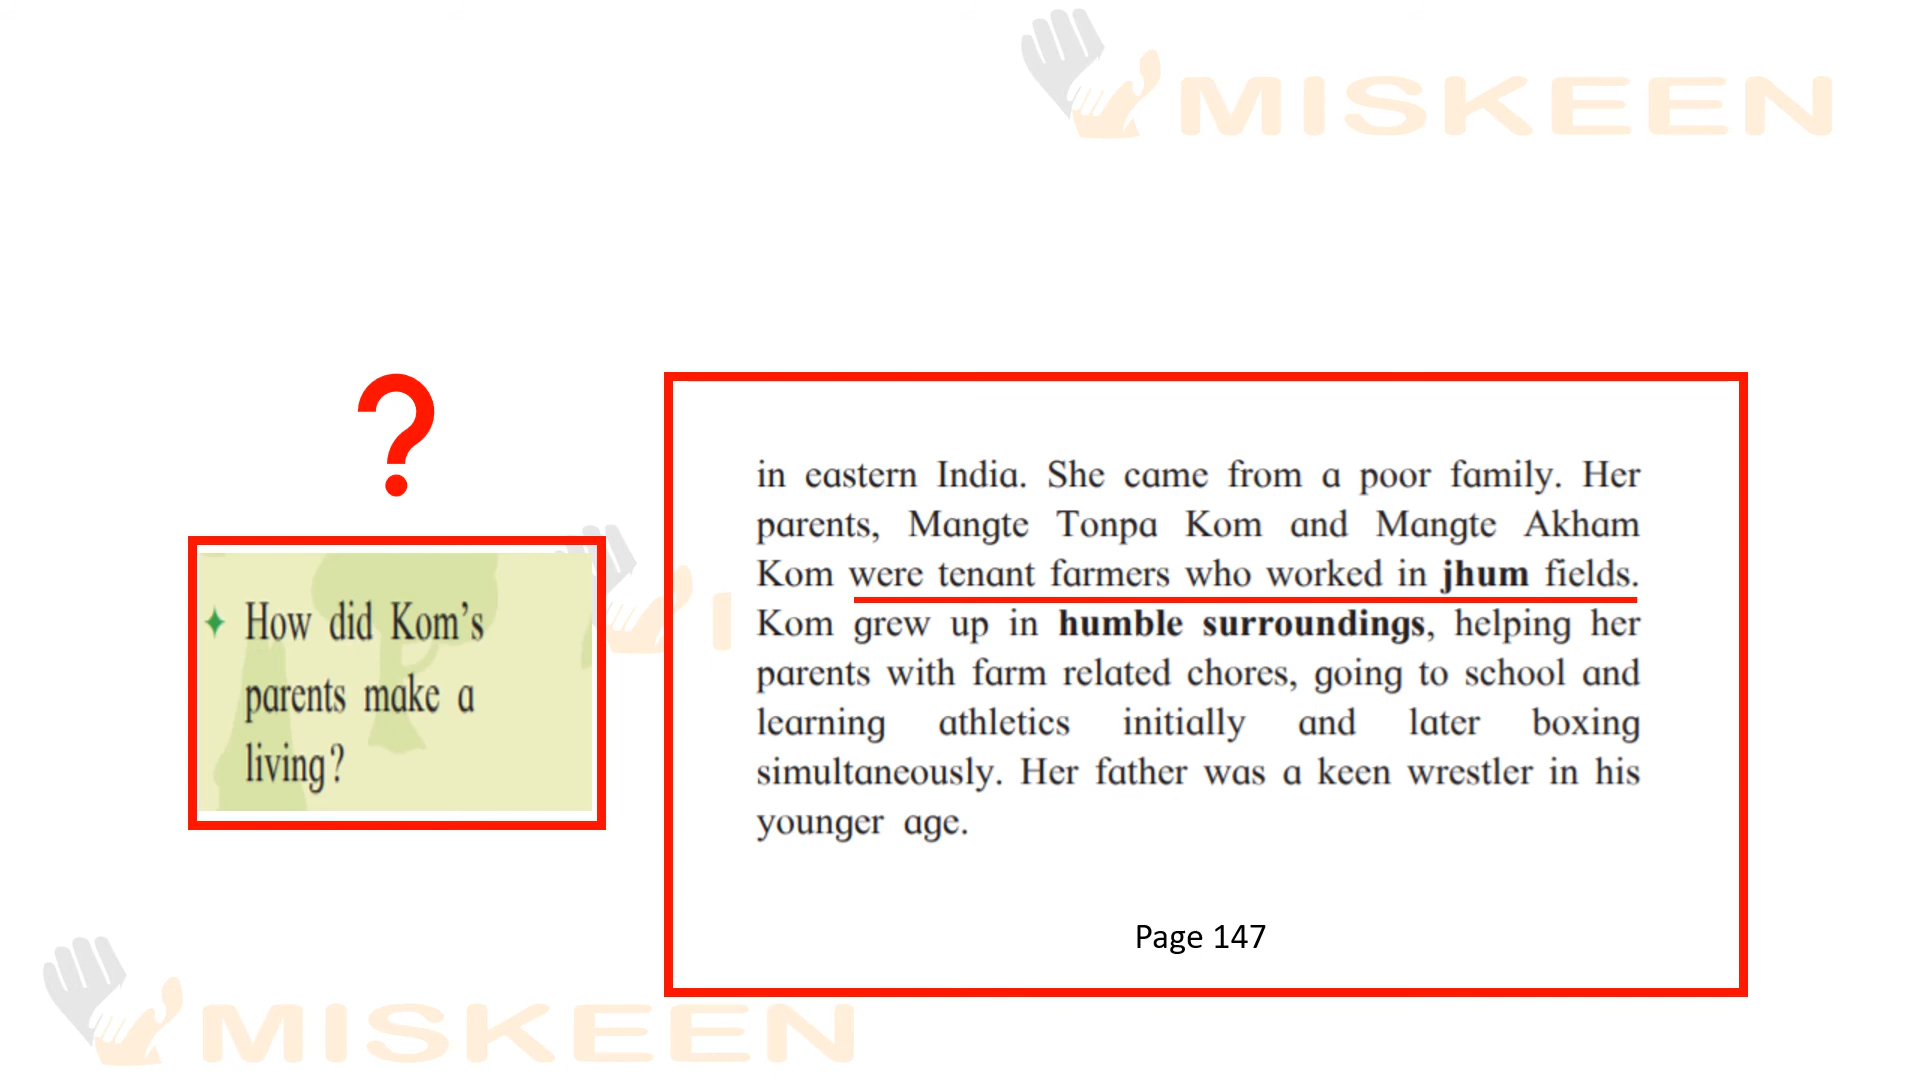 MISKEEN
?
How did Kom's
parents make a
living?
in eastern India. She came from a poor family. Her
parents, Mangte Tonpa Kom and Mangte Akham
Kom were tenant farmers who worked in jhum fields.
Kom grew up in humble surroundings, helping her
parents with farm related chores, going to school and
learning athletics initially and later boxing
simultaneously. Her father was a keen wrestler in his
younger age.
Page 147
MISKEEN